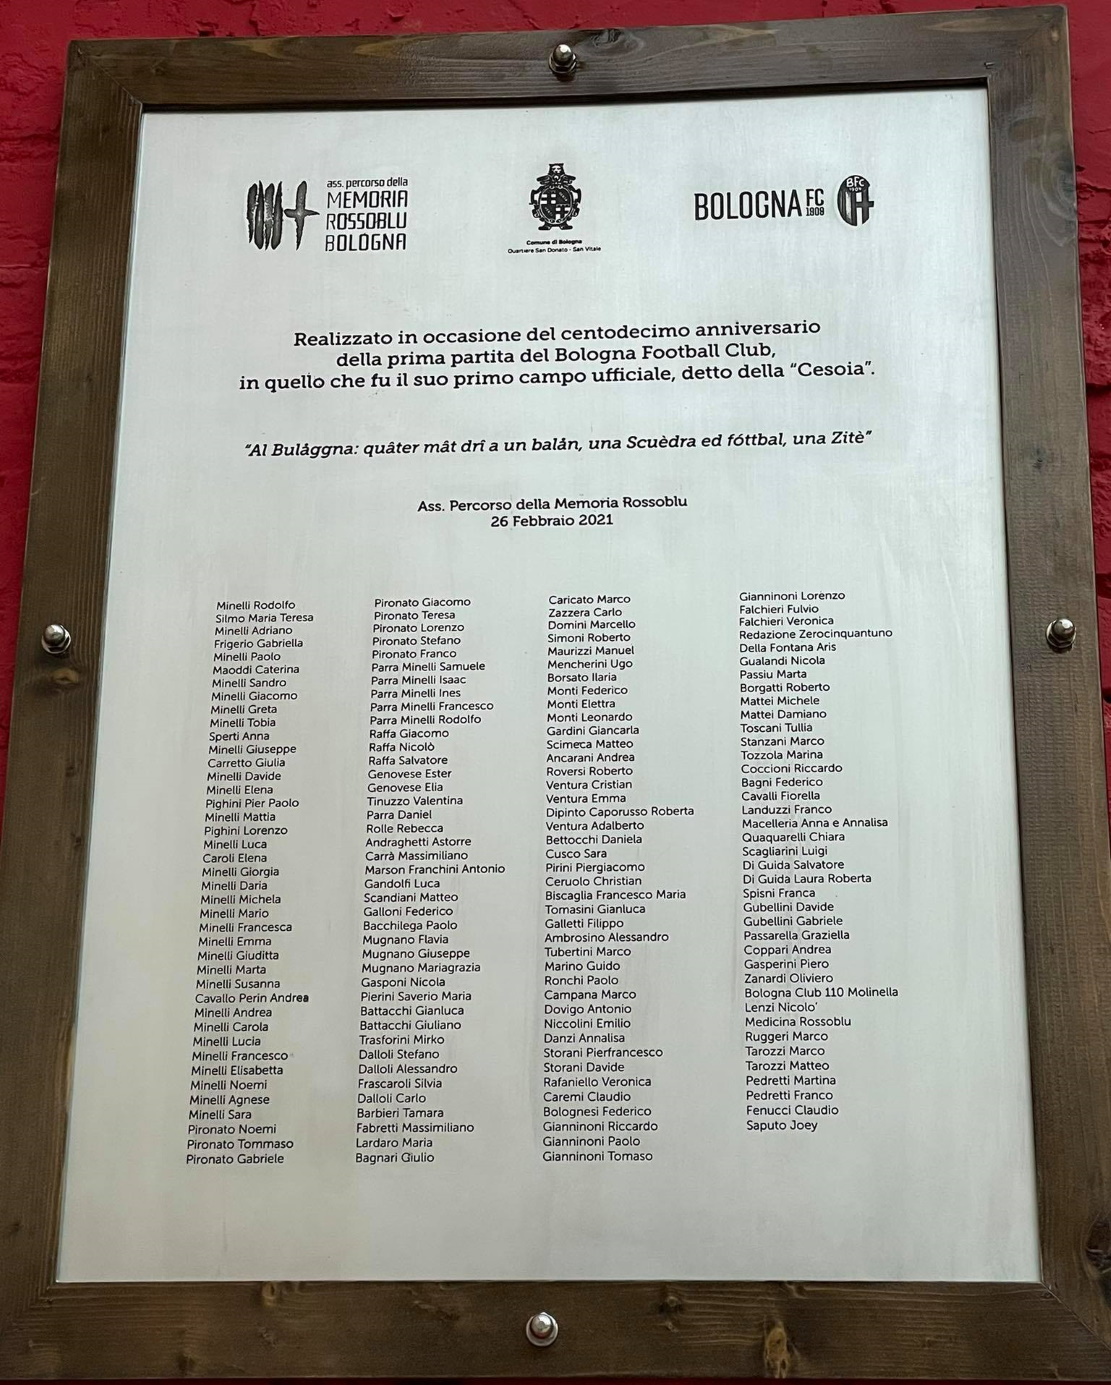 ass. percorso della
MEMORIA
ROSSOBLU
BOLOGNA
Comune di Bologna
Quartiere San Donato - San Vitale
BOLOGNA FC 1909
BFC
1909
Realizzato in occasione del centodecimo anniversario
della prima partita del Bologna Football Club,
in quello che fu il suo primo campo ufficiale, detto della “Cesoia”.
“Al Bulåggna: quâter mât drî a un balån, una Scuèdra ed fóttbal, una Zitè”
Ass. Percorso della Memoria Rossoblu
26 Febbraio 2021
Minelli Rodolfo
Silmo Maria Teresa
Minelli Adriano
Frigerio Gabriella
Minelli Paolo
Maoddi Caterina
Minelli Sandro
Minelli Giacomo
Minelli Greta
Minelli Tobia
Sperti Anna
Minelli Giuseppe
Carretto Giulia
Minelli Davide
Minelli Elena
Pighini Pier Paolo
Minelli Mattia
Pighini Lorenzo
Minelli Luca
Caroli Elena
Minelli Giorgia
Minelli Daria
Minelli Michela
Minelli Mario
Minelli Francesca
Minelli Emma
Minelli Giuditta
Minelli Marta
Minelli Susanna
Cavallo Perin Andrea
Minelli Andrea
Minelli Carola
Minelli Lucia
Minelli Francesco
Minelli Elisabetta
Minelli Noemi
Minelli Agnese
Minelli Sara
Pironato Noemi
Pironato Tommaso
Pironato Gabriele
Pironato Giacomo
Pironato Teresa
Pironato Lorenzo
Pironato Stefano
Pironato Franco
Parra Minelli Samuele
Parra Minelli Isaac
Parra Minelli Ines
Parra Minelli Francesco
Parra Minelli Rodolfo
Raffa Giacomo
Raffa Nicolò
Raffa Salvatore
Genovese Ester
Genovese Elia
Tinuzzo Valentina
Parra Daniel
Rolle Rebecca
Andraghetti Astorre
Carrà Massimiliano
Marson Franchini Antonio
Gandolfi Luca
Scandiani Matteo
Galloni Federico
Bacchilega Paolo
Mugnano Flavia
Mugnano Giuseppe
Mugnano Mariagrazia
Gasponi Nicola
Pierini Saverio Maria
Battacchi Gianluca
Battacchi Giuliano
Trasforini Mirko
Dalloli Stefano
Dalloli Alessandro
Frascaroli Silvia
Dalloli Carlo
Barbieri Tamara
Fabretti Massimiliano
Lardaro Maria
Bagnari Giulio
Caricato Marco
Zazzera Carlo
Domini Marcello
Simoni Roberto
Maurizzi Manuel
Mencherini Ugo
Borsato Ilaria
Monti Federico
Monti Elettra
Monti Leonardo
Gardini Giancarla
Scimeca Matteo
Ancarani Andrea
Roversi Roberto
Ventura Cristian
Ventura Emma
Dipinto Caporusso Roberta
Ventura Adalberto
Bettocchi Daniela
Cusco Sara
Pirini Piergiacomo
Ceruolo Christian
Biscaglia Francesco Maria
Tomasini Gianluca
Galletti Filippo
Ambrosino Alessandro
Tubertini Marco
Marino Guido
Ronchi Paolo
Campana Marco
Dovigo Antonio
Niccolini Emilio
Danzi Annalisa
Storani Pierfrancesco
Storani Davide
Rafaniello Veronica
Caremi Claudio
Bolognesi Federico
Gianninoni Riccardo
Gianninoni Paolo
Gianninoni Tomaso
Gianninoni Lorenzo
Falchieri Fulvio
Falchieri Veronica
Redazione Zerocinquantuno
Della Fontana Aris
Gualandi Nicola
Passiu Marta
Borgatti Roberto
Mattei Michele
Mattei Damiano
Toscani Tullia
Stanzani Marco
Tozzola Marina
Coccioni Riccardo
Bagni Federico
Cavalli Fiorella
Landuzzi Franco
Macelleria Anna e Annalisa
Quaquarelli Chiara
Scagliarini Luigi
Di Guida Salvatore
Di Guida Laura Roberta
Spisni Franca
Gubellini Davide
Gubellini Gabriele
Passarella Graziella
Coppari Andrea
Gasperini Piero
Zanardi Oliviero
Bologna Club 110 Molinella
Lenzi Nicolo’
Medicina Rossoblu
Ruggeri Marco
Tarozzi Marco
Tarozzi Matteo
Pedretti Martina
Pedretti Franco
Fenucci Claudio
Saputo Joey